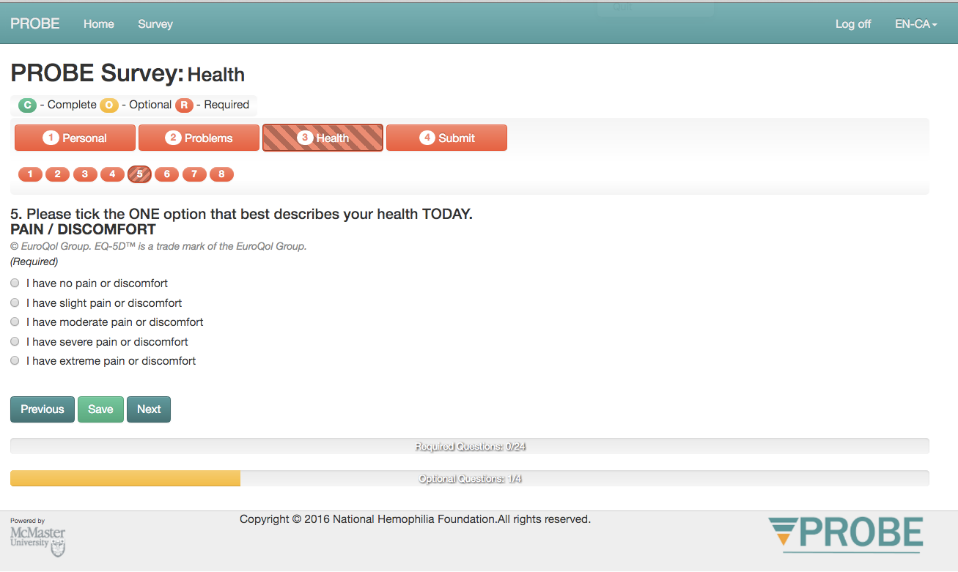 PROBE Home Survey Log off EN-CA
PROBE Survey: Health
C - Complete O - Optional R - Required
1 Personal 2 Problems 3 Health 4 Submit
1 2 3 4 5 6 7 8
5. Please tick the ONE option that best describes your health TODAY.
PAIN / DISCOMFORT
© EuroQol Group. EQ-5D™ is a trade mark of the EuroQol Group.
(Required)
I have no pain or discomfort
I have slight pain or discomfort
I have moderate pain or discomfort
I have severe pain or discomfort
I have extreme pain or discomfort
Previous Save Next
Required Questions: 0/24
Optional Questions: 1/4
Powered by
McMaster
University
Copyright © 2016 National Hemophilia Foundation.All rights reserved.
PROBE